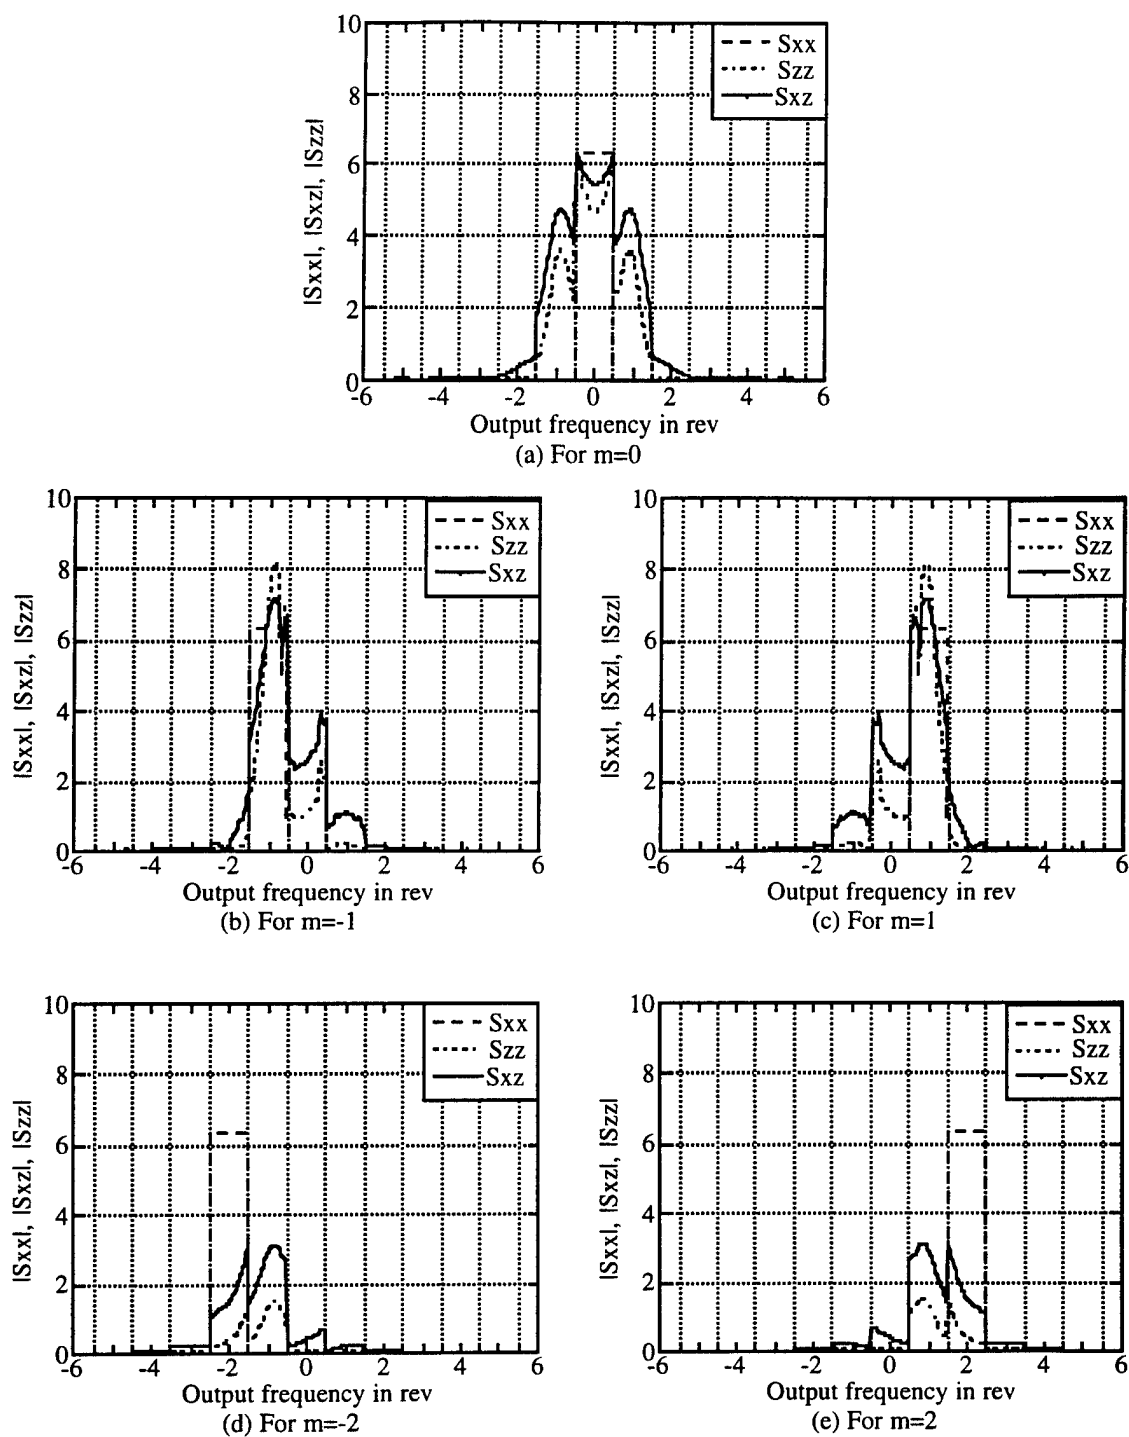 10
8
6
4
2
0
|Sxx|, |Sxz|, |Szz|
Sxx
Szz
Sxz
-6 -4 -2 0 2 4 6
Output frequency in rev
(a) For m=0
10
8
6
4
2
0
|Sxx|, |Sxz|, |Szz|
Sxx
Szz
Sxz
-6 -4 -2 0 2 4 6
Output frequency in rev
(b) For m=-1
10
8
6
4
2
0
|Sxx|, |Sxz|, |Szz|
Sxx
Szz
Sxz
-6 -4 -2 0 2 4 6
Output frequency in rev
(c) For m=1
10
8
6
4
2
0
|Sxx|, |Sxz|, |Szz|
Sxx
Szz
Sxz
-6 -4 -2 0 2 4 6
Output frequency in rev
(d) For m=-2
10
8
6
4
2
0
|Sxx|, |Sxz|, |Szz|
Sxx
Szz
Sxz
-6 -4 -2 0 2 4 6
Output frequency in rev
(e) For m=2